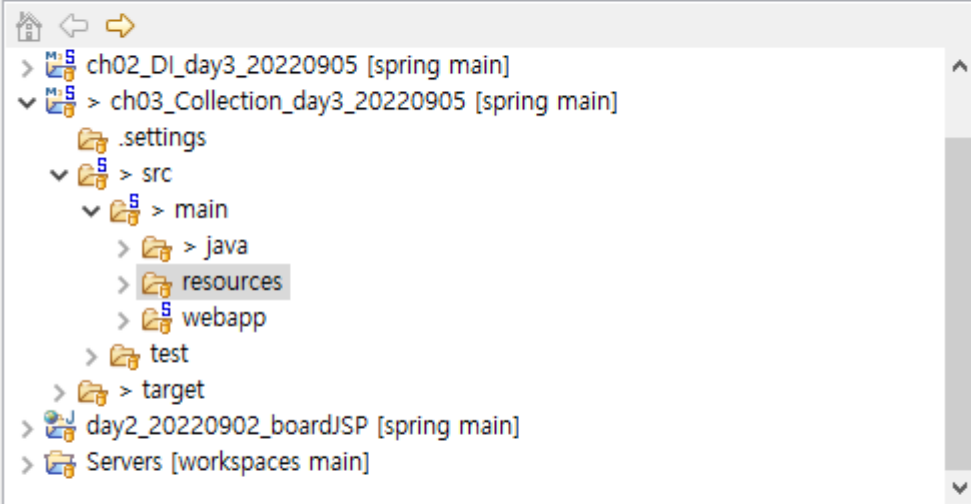 ch02_DI_day3_20220905 [spring main]
> ch03_Collection_day3_20220905 [spring main]
.settings
> src
> main
> java
resources
webapp
test
> target
day2_20220902_boardJSP [spring main]
Servers [workspaces main]